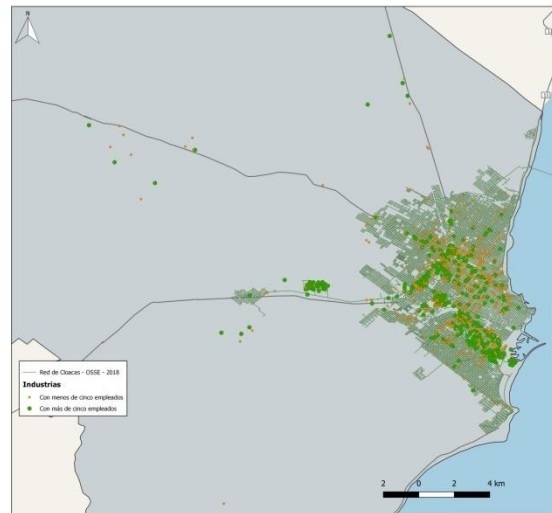 N
Red de Cloacas - OSSE - 2018
Industrias
Con menos de cinco empleados
Con más de cinco empleados
2 0 2 4 km